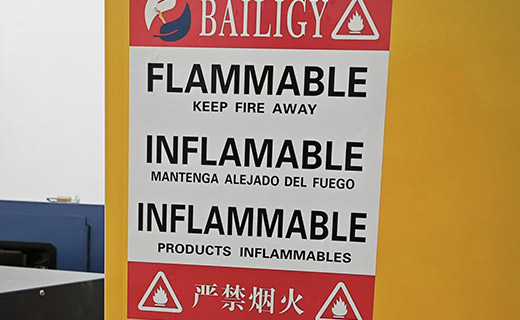 BAILIGY
FLAMMABLE
KEEP FIRE AWAY
INFLAMABLE
MANTENGA ALEJADO DEL FUEGO
INFLAMMABLE
PRODUCTS INFLAMMABLES
严禁烟火